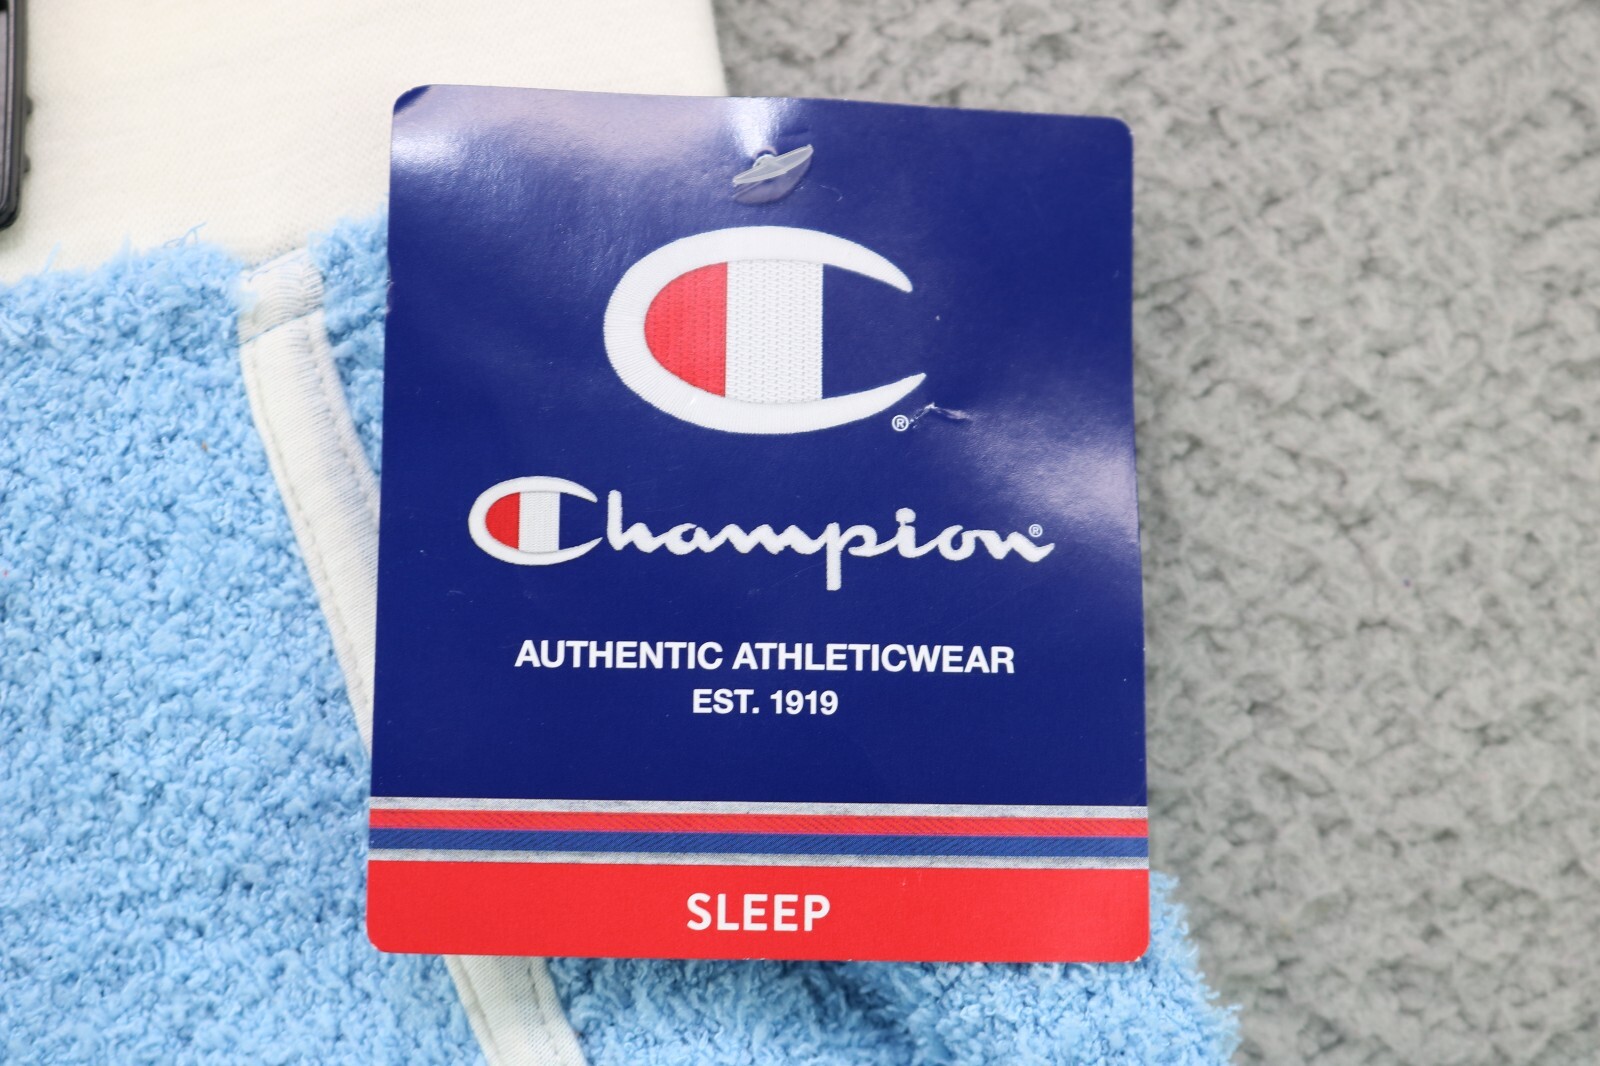 ®
Champion®
AUTHENTIC ATHLETICWEAR
EST. 1919
SLEEP